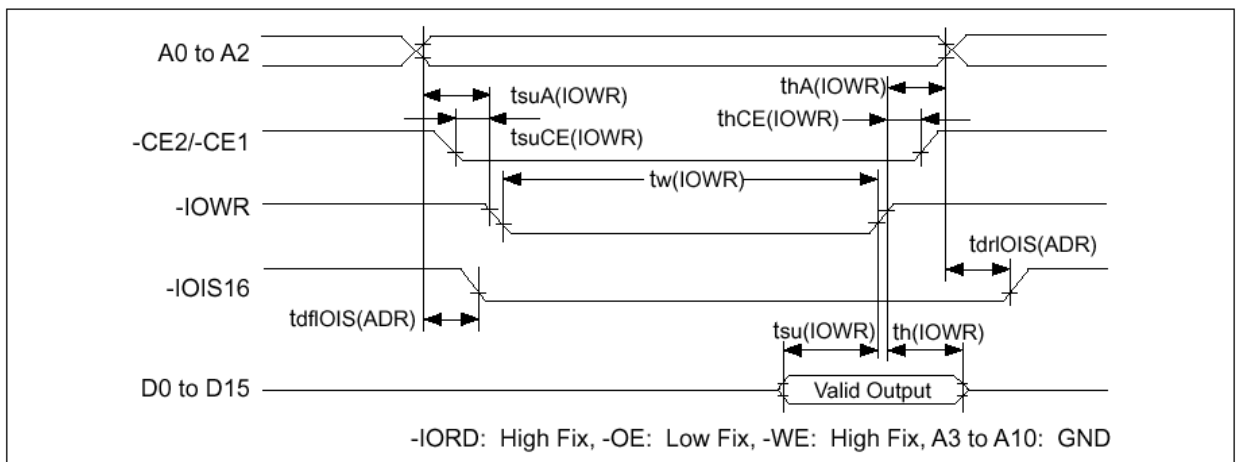 A0 to A2
tsuA(IOWR)
thA(IOWR)
tsuCE(IOWR)
thCE(IOWR)
-CE2/-CE1
tw(IOWR)
-IOWR
tdrIOIS(ADR)
-IOIS16
tdfIOIS(ADR)
tsu(IOWR)
th(IOWR)
D0 to D15
Valid Output
-IORD: High Fix, -OE: Low Fix, -WE: High Fix, A3 to A10: GND